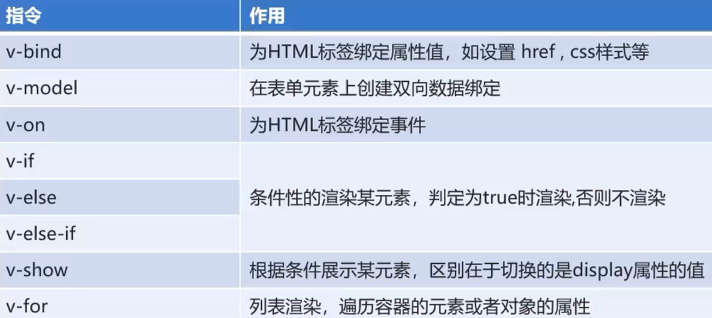 指令 作用
v-bind 为HTML标签绑定属性值，如设置 href , css样式等
v-model 在表单元素上创建双向数据绑定
v-on 为HTML标签绑定事件
v-if
v-else 条件性的渲染某元素，判定为true时渲染,否则不渲染
v-else-if
v-show 根据条件展示某元素，区别在于切换的是display属性的值
v-for 列表渲染，遍历容器的元素或者对象的属性